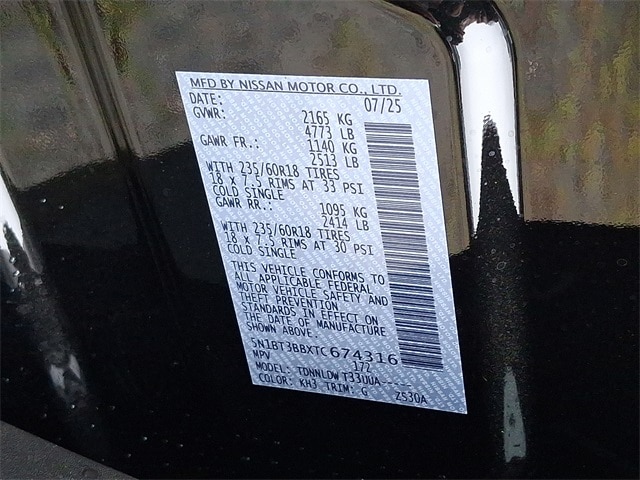 MFD BY NISSAN MOTOR CO., LTD.
DATE: 07/25
GVWR: 2165 KG
4773 LB
GAWR FR.: 1140 KG
2513 LB
WITH 235/60R18 TIRES
18 x 7.5 RIMS AT 33 PSI
COLD SINGLE
GAWR RR.: 1095 KG
2414 LB
WITH 235/60R18 TIRES
18 x 7.5 RIMS AT 30 PSI
COLD SINGLE
THIS VEHICLE CONFORMS TO
ALL APPLICABLE FEDERAL
MOTOR VEHICLE SAFETY AND
THEFT PREVENTION
STANDARDS IN EFFECT ON
THE DATE OF MANUFACTURE
SHOWN ABOVE:
5N1BT3BBXTC674316
MPV 172
MODEL: TDNNLDWT33UUA-----
COLOR: KH3 TRIM: G ZS30A